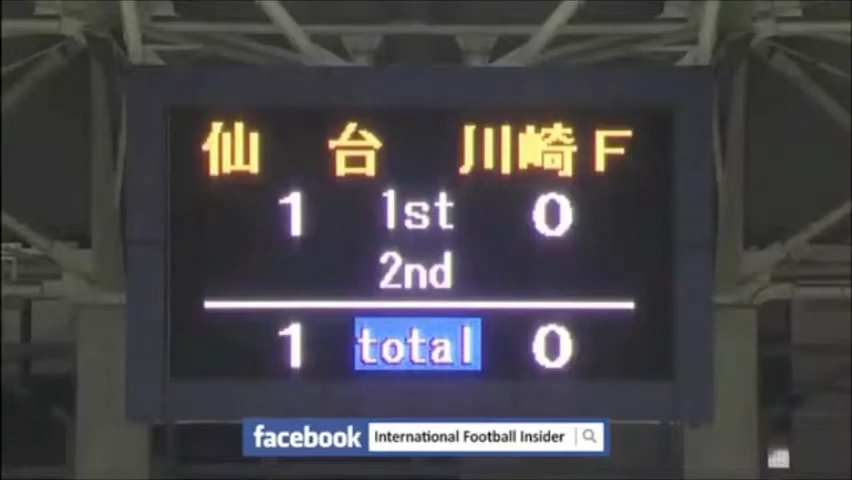 仙台 川崎F
1 1st 0
2nd
1 total 0
facebook International Football Insider